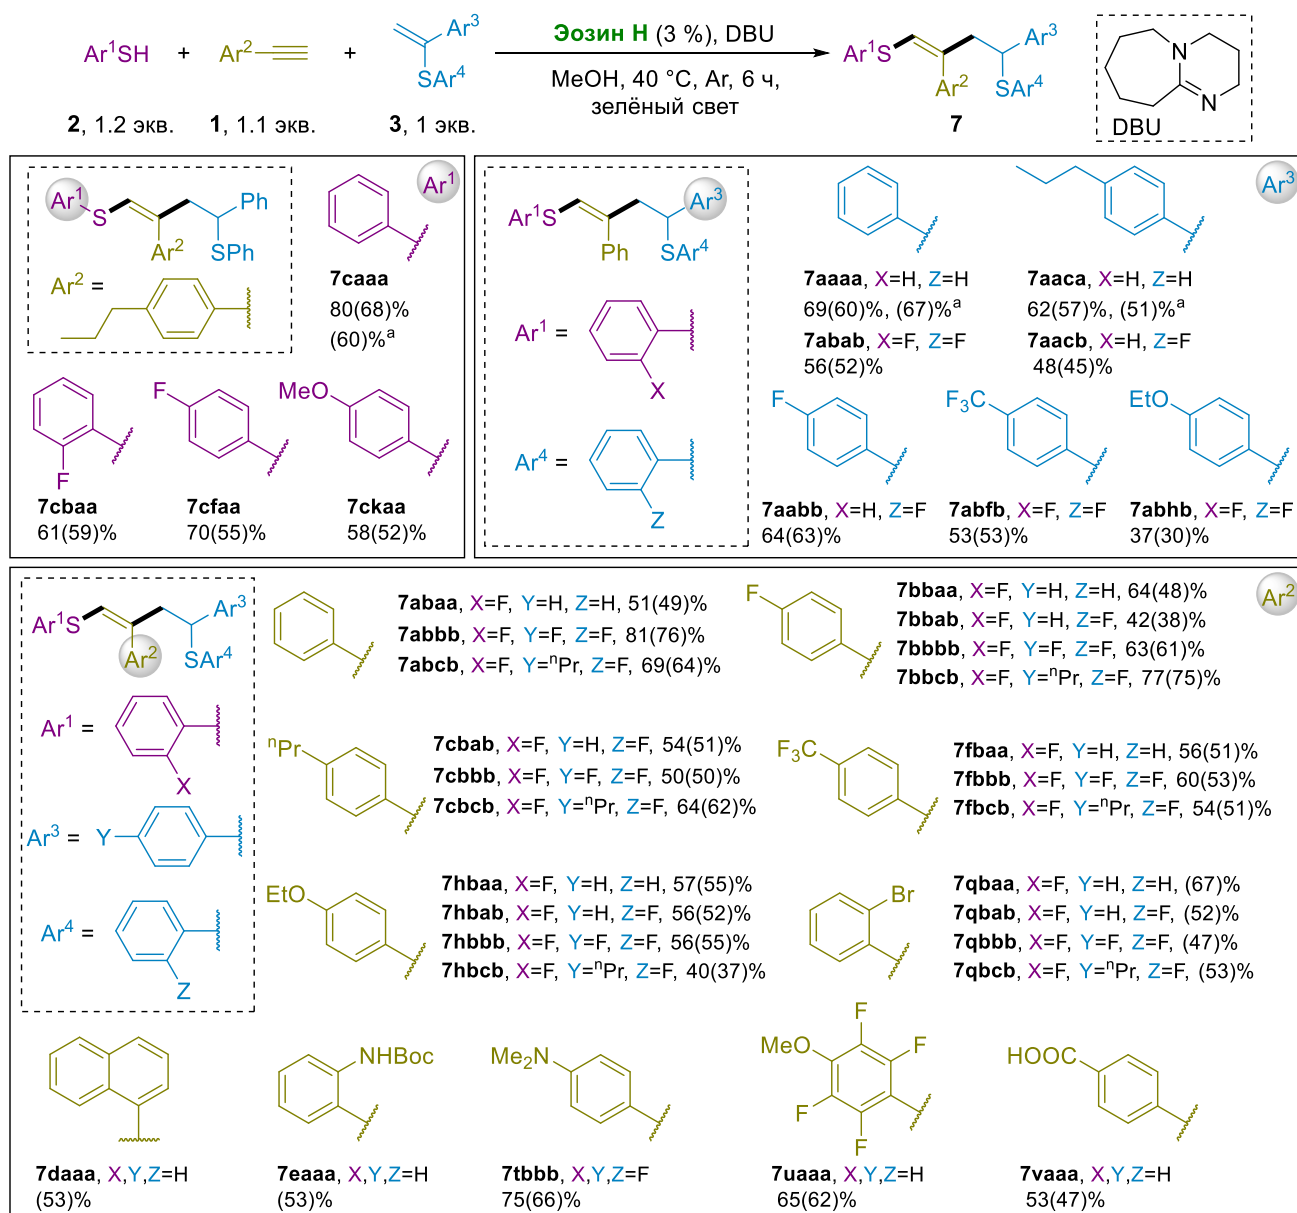 Ar¹SH + Ar² + Ar³ SAr⁴ Эозин Н (3 %), DBU Ar¹S Ar² Ar³ SAr⁴ N N
MeOH, 40 °C, Ar, 6 ч,
зелёный свет
2, 1.2 экв. 1, 1.1 экв. 3, 1 экв. 7 DBU
Ar¹ S Ph Ar² SPh
Ar² =
Ar¹
7caaa
80(68)%
(60)%ᵃ
F F MeO
7cbaa 7cfaa 7ckaa
61(59)% 70(55)% 58(52)%
Ar¹S Ar³ Ph SAr⁴
Ar¹ = X
Ar⁴ = Z
Ar³
7aaaa, X=H, Z=H 7aaca, X=H, Z=H
69(60)%, (67)%ᵃ 62(57)%, (51)%ᵃ
7abab, X=F, Z=F 7aacb, X=H, Z=F
56(52)% 48(45)%
F F₃C EtO
7aabb, X=H, Z=F 7abfb, X=F, Z=F 7abhb, X=F, Z=F
64(63)% 53(53)% 37(30)%
Ar¹S Ar³ Ar² SAr⁴
Ar¹ = X
Ar³ = Y
Ar⁴ = Z
Ar²
7abaa, X=F, Y=H, Z=H, 51(49)%
7abbb, X=F, Y=F, Z=F, 81(76)%
7abcb, X=F, Y=ⁿPr, Z=F, 69(64)%
F
7bbaa, X=F, Y=H, Z=H, 64(48)%
7bbab, X=F, Y=H, Z=F, 42(38)%
7bbbb, X=F, Y=F, Z=F, 63(61)%
7bbcb, X=F, Y=ⁿPr, Z=F, 77(75)%
ⁿPr
7cbab, X=F, Y=H, Z=F, 54(51)%
7cbbb, X=F, Y=F, Z=F, 50(50)%
7cbcb, X=F, Y=ⁿPr, Z=F, 64(62)%
F₃C
7fbaa, X=F, Y=H, Z=H, 56(51)%
7fbbb, X=F, Y=F, Z=F, 60(53)%
7fbcb, X=F, Y=ⁿPr, Z=F, 54(51)%
EtO
7hbaa, X=F, Y=H, Z=H, 57(55)%
7hbab, X=F, Y=H, Z=F, 56(52)%
7hbbb, X=F, Y=F, Z=F, 56(55)%
7hbcb, X=F, Y=ⁿPr, Z=F, 40(37)%
Br
7qbaa, X=F, Y=H, Z=H, (67)%
7qbab, X=F, Y=H, Z=F, (52)%
7qbbb, X=F, Y=F, Z=F, (47)%
7qbcb, X=F, Y=ⁿPr, Z=F, (53)%
NHBoc Me₂N MeO F F F F HOOC
7daaa, X,Y,Z=H 7eaaa, X,Y,Z=H 7tbbb, X,Y,Z=F 7uaaa, X,Y,Z=H 7vaaa, X,Y,Z=H
(53)% (53)% 75(66)% 65(62)% 53(47)%